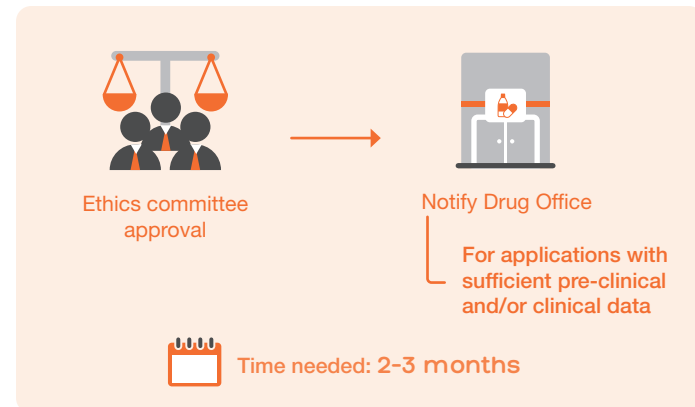 Ethics committee
approval
Notify Drug Office
For applications with
sufficient pre-clinical
and/or clinical data
Time needed: 2-3 months